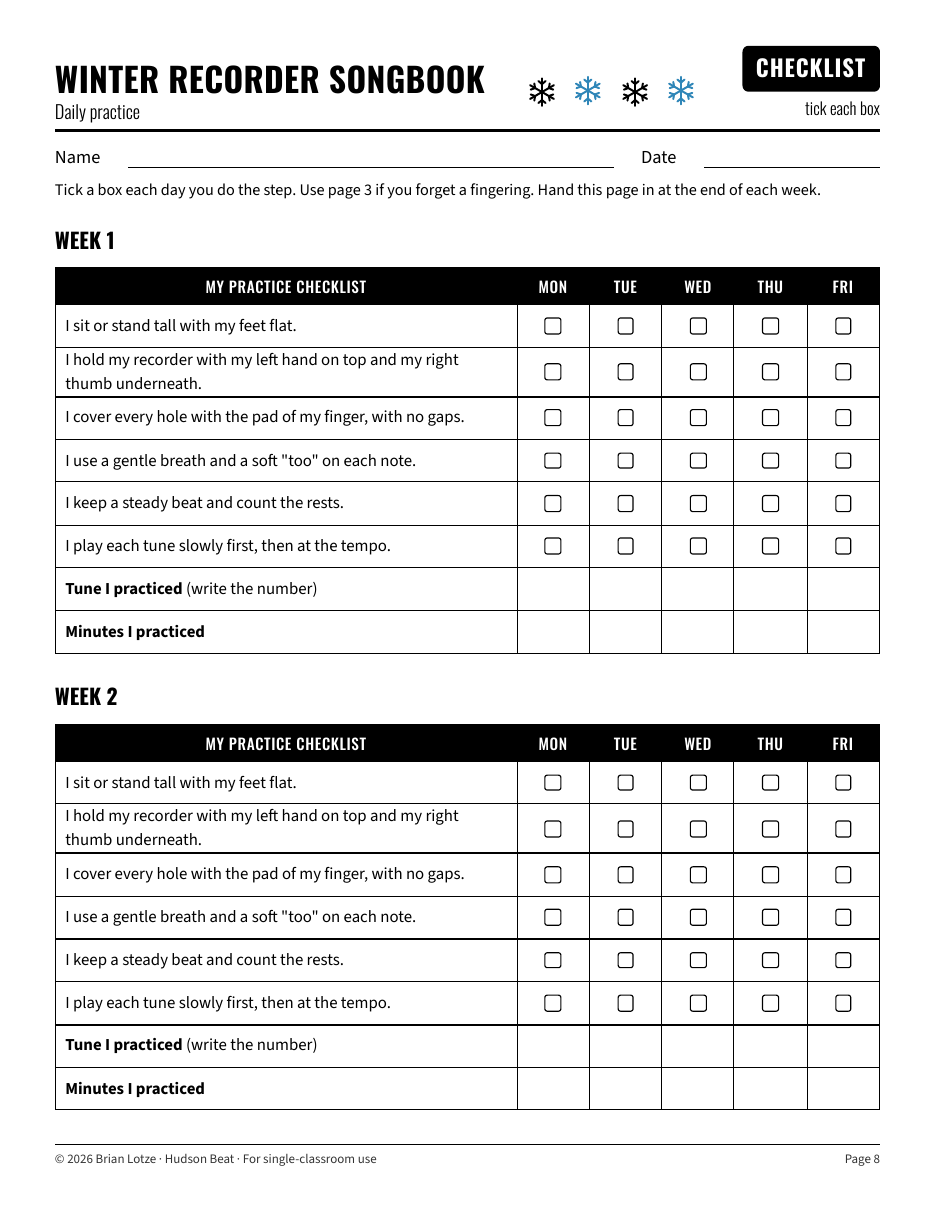 WINTER RECORDER SONGBOOK
Daily practice
CHECKLIST
tick each box
Name
Date
Tick a box each day you do the step. Use page 3 if you forget a fingering. Hand this page in at the end of each week.
WEEK 1
MY PRACTICE CHECKLIST MON TUE WED THU FRI
I sit or stand tall with my feet flat.
I hold my recorder with my left hand on top and my right
thumb underneath.
I cover every hole with the pad of my finger, with no gaps.
I use a gentle breath and a soft "too" on each note.
I keep a steady beat and count the rests.
I play each tune slowly first, then at the tempo.
Tune I practiced (write the number)
Minutes I practiced
WEEK 2
MY PRACTICE CHECKLIST MON TUE WED THU FRI
I sit or stand tall with my feet flat.
I hold my recorder with my left hand on top and my right
thumb underneath.
I cover every hole with the pad of my finger, with no gaps.
I use a gentle breath and a soft "too" on each note.
I keep a steady beat and count the rests.
I play each tune slowly first, then at the tempo.
Tune I practiced (write the number)
Minutes I practiced
© 2026 Brian Lotze · Hudson Beat · For single-classroom use
Page 8